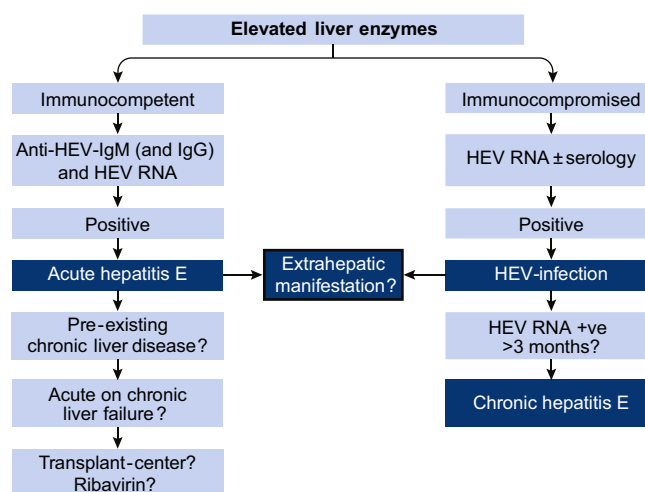 Elevated liver enzymes
Immunocompetent
Anti-HEV-IgM (and IgG)
and HEV RNA
Positive
Acute hepatitis E
Pre-existing
chronic liver disease?
Acute on chronic
liver failure?
Transplant-center?
Ribavirin?
Extrahepatic
manifestation?
Immunocompromised
HEV RNA ± serology
Positive
HEV-infection
HEV RNA +ve
>3 months?
Chronic hepatitis E